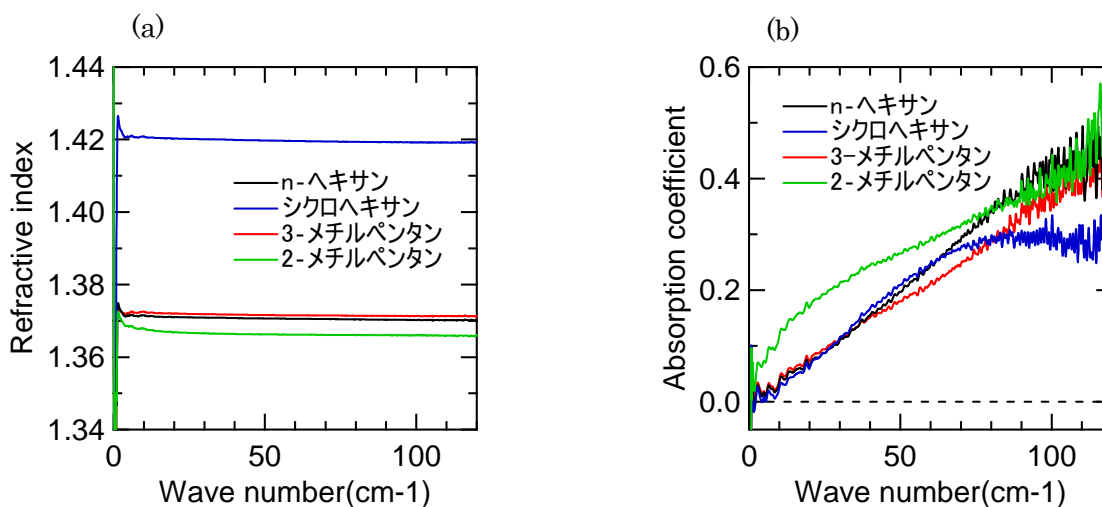 (a)
1.44
1.42
1.40
1.38
1.36
1.34
Refractive index
n-ヘキサン
シクロヘキサン
3-メチルペンタン
2-メチルペンタン
0
50
100
Wave number(cm-1)
(b)
0.6
0.4
0.2
0.0
Absorption coefficient
n-ヘキサン
シクロヘキサン
3-メチルペンタン
2-メチルペンタン
0
50
100
Wave number(cm-1)